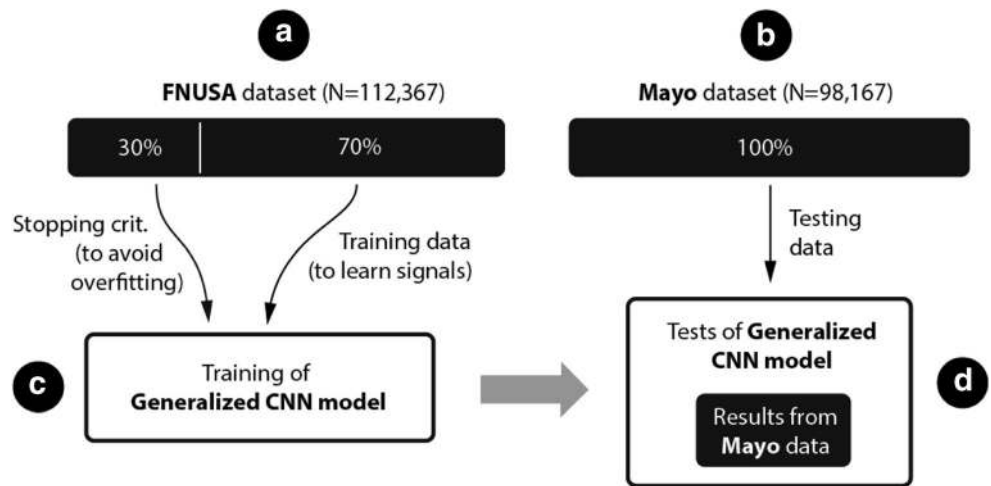 a
b
FNUSA dataset (N=112,367)
Mayo dataset (N=98,167)
30%
70%
100%
Stopping crit.
(to avoid
overfitting)
Training data
(to learn signals)
Testing
data
c
Training of
Generalized CNN model
Tests of Generalized
CNN model
d
Results from
Mayo data